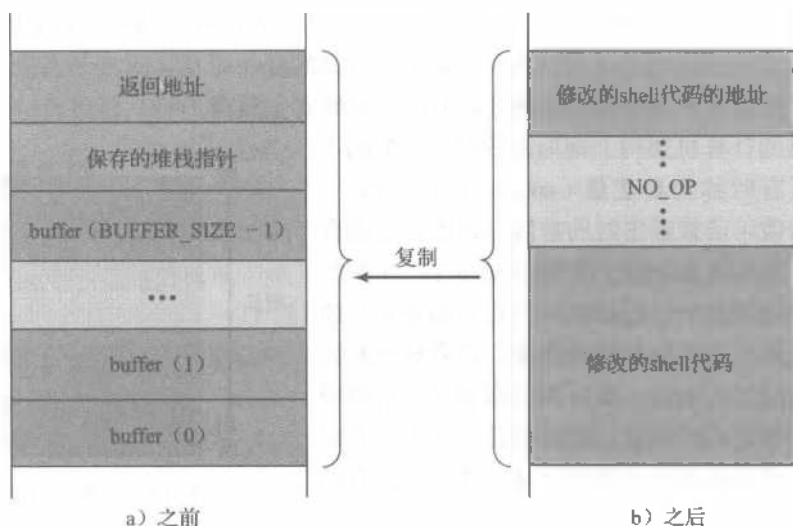 返回地址
保存的堆栈指针
buffer（BUFFER_SIZE －1）
•••
buffer（1）
buffer（0）
a）之前
复制
修改的shell代码的地址
NO_OP
修改的shell代码
b）之后